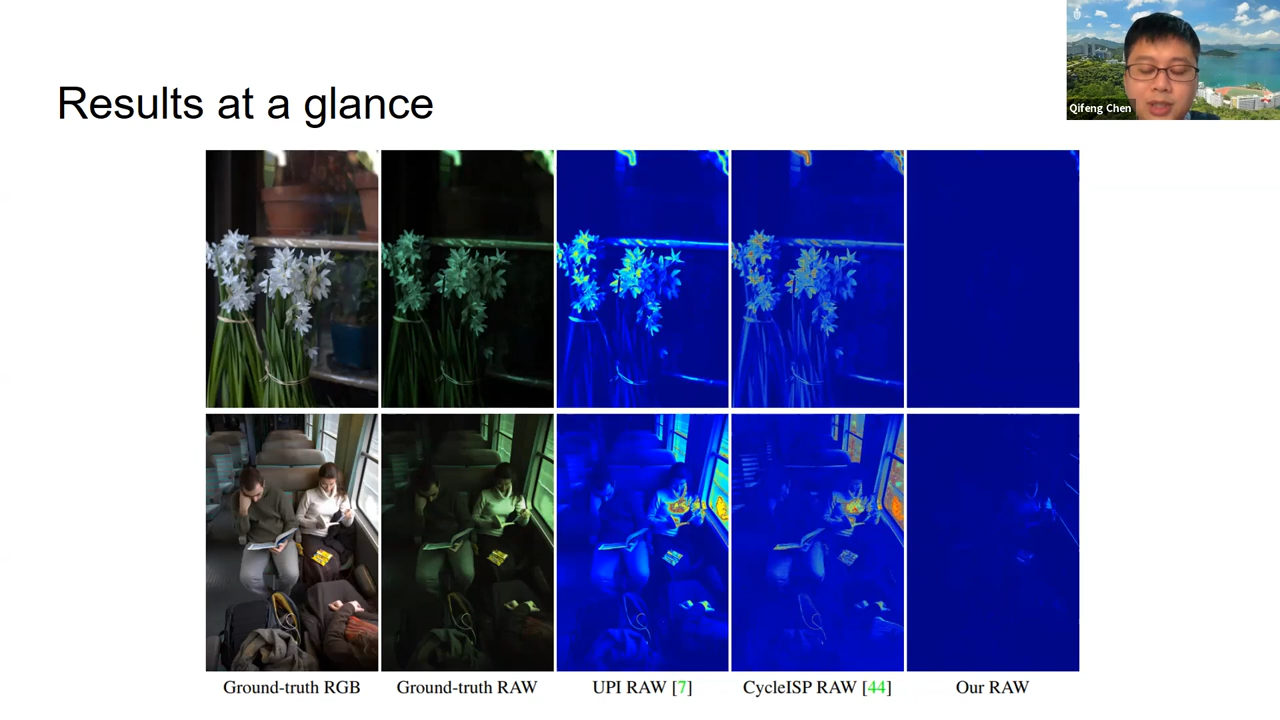 Results at a glance
Qifeng Chen
Ground-truth RGB
Ground-truth RAW
UPI RAW [7]
CycleISP RAW [44]
Our RAW